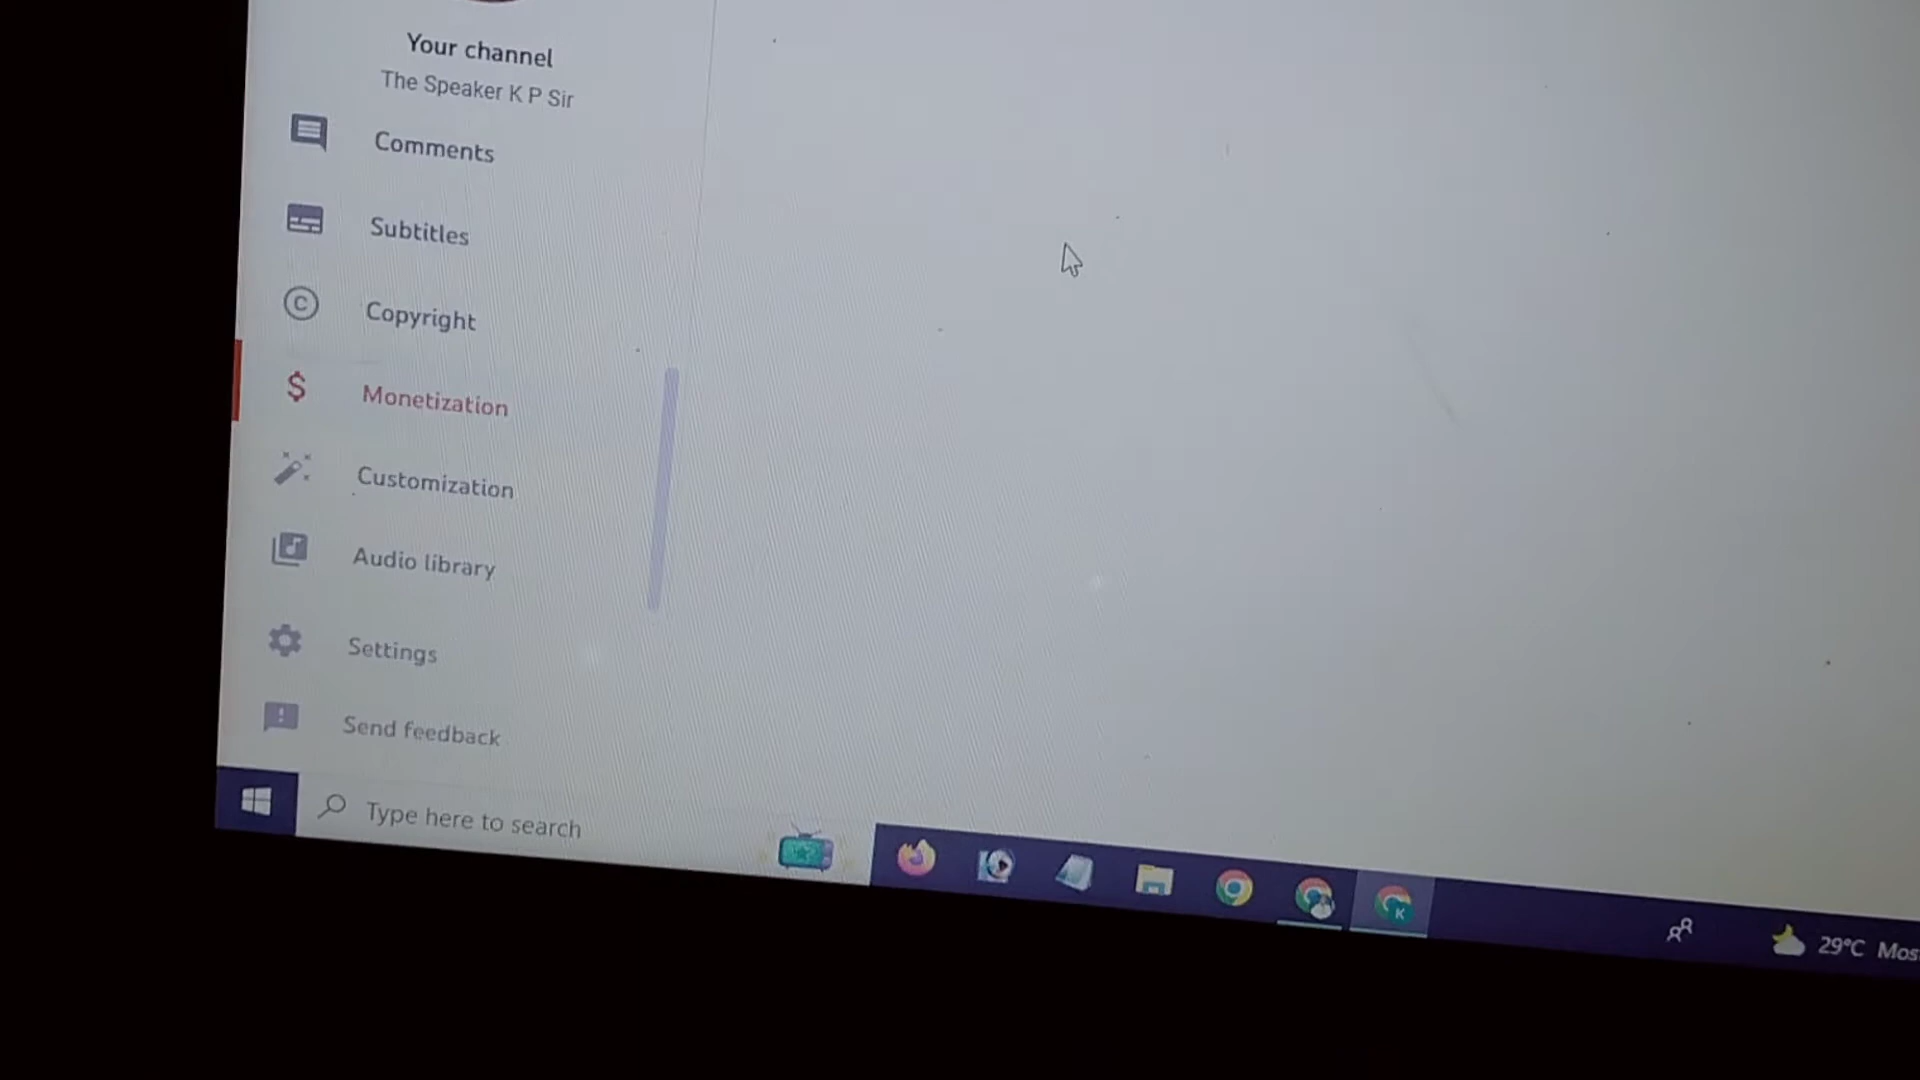 Your channel
The Speaker K P Sir
Comments
Subtitles
Copyright
Monetization
Customization
Audio library
Settings
Send feedback
Type here to search
K
29°C Mos